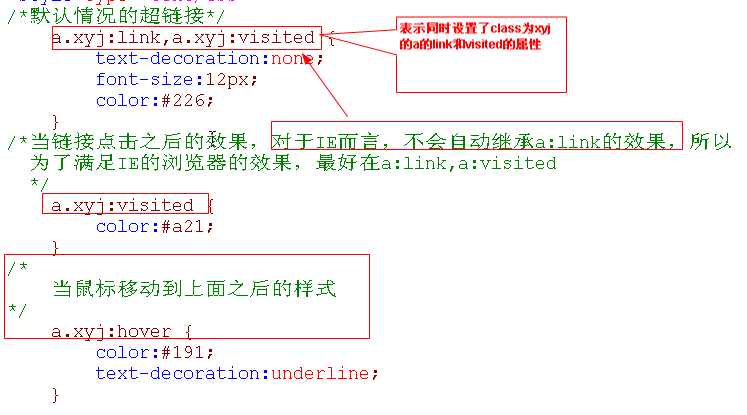 /*默认情况的超链接*/
a.xyj:link,a.xyj:visited {
表示同时设置了class为xyj
的a的link和visited的属性
text-decoration:none;
font-size:12px;
color:#226;
}
/*当链接点击之后的效果，对于IE而言，不会自动继承a:link的效果，所以
为了满足IE的浏览器的效果，最好在a:link,a:visited
*/
a.xyj:visited {
color:#a21;
}
/*
当鼠标移动到上面之后的样式
*/
a.xyj:hover {
color:#191;
text-decoration:underline;
}